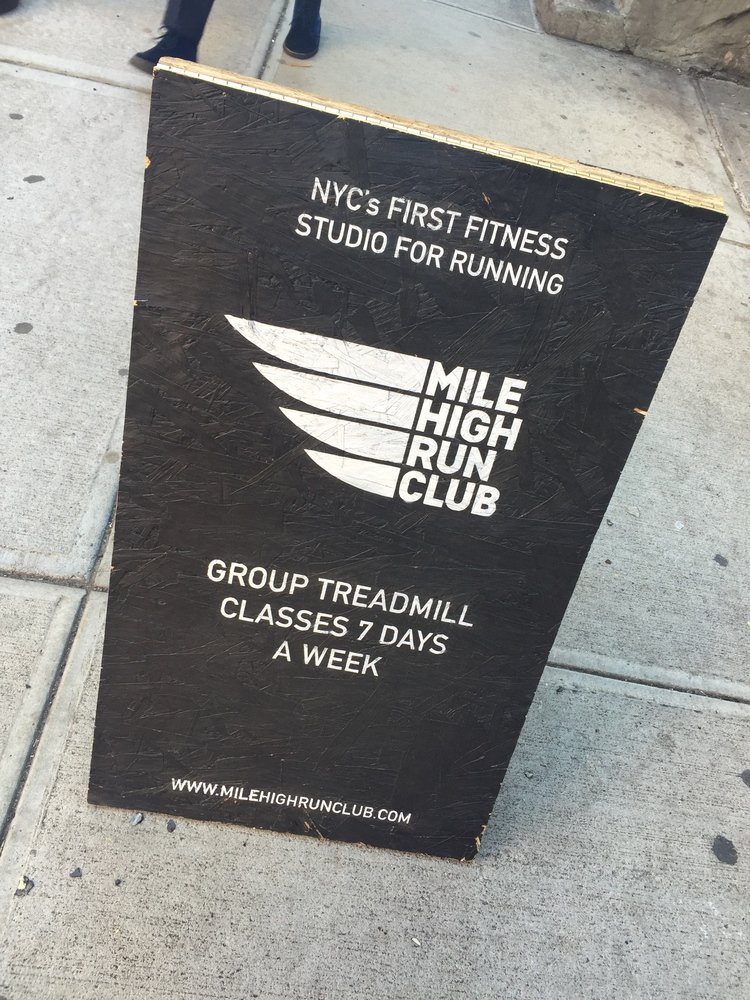 NYC's FIRST FITNESS
STUDIO FOR RUNNING
MILE
HIGH
RUN
CLUB
GROUP TREADMILL
CLASSES 7 DAYS
A WEEK
WWW.MILEHIGHRUNCLUB.COM